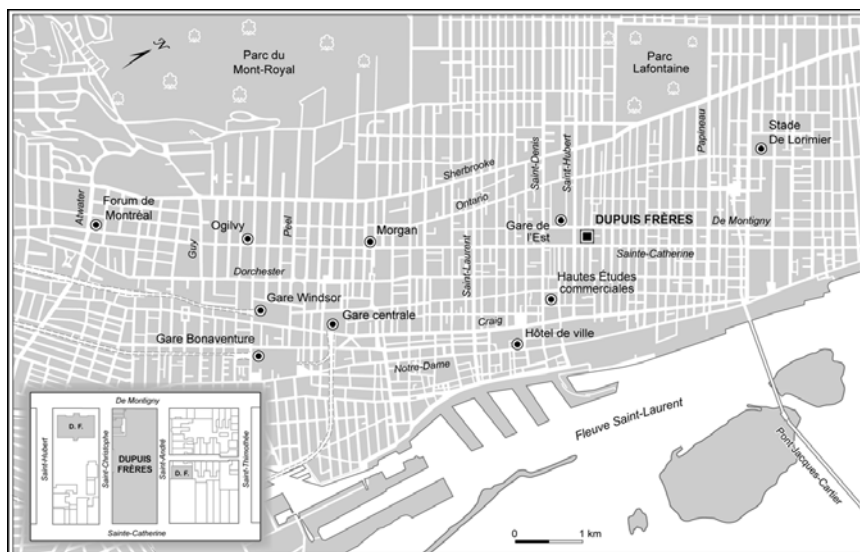 Parc du
Mont-Royal
N
Parc
Lafontaine
Stade
De Lorimier
Papineau
Saint-Denis
Saint-Hubert
Sherbrooke
Ontario
Atwater
Forum de
Montréal
Guy
Ogilvy
Peel
Morgan
Saint-Laurent
Gare de
l'Est
DUPUIS FRÈRES
De Montigny
Sainte-Catherine
Dorchester
Hautes Études
commerciales
Gare Windsor
Gare centrale
Craig
Hôtel de ville
Gare Bonaventure
Notre-Dame
Fleuve Saint-Laurent
Pont Jacques-Cartier
De Montigny
Saint-Hubert
D. F.
Saint-Christophe
DUPUIS
FRÈRES
Saint-André
D. F.
Saint-Thimothée
Sainte-Catherine
0 1 km